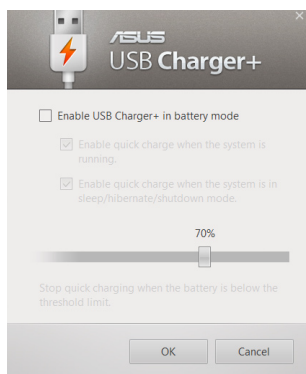 ASUS
USB Charger+
Enable USB Charger+ in battery mode
Enable quick charge when the system is
running.
Enable quick charge when the system is in
sleep/hibernate/shutdown mode.
70%
Stop quick charging when the battery is below the
threshold limit.
OK Cancel